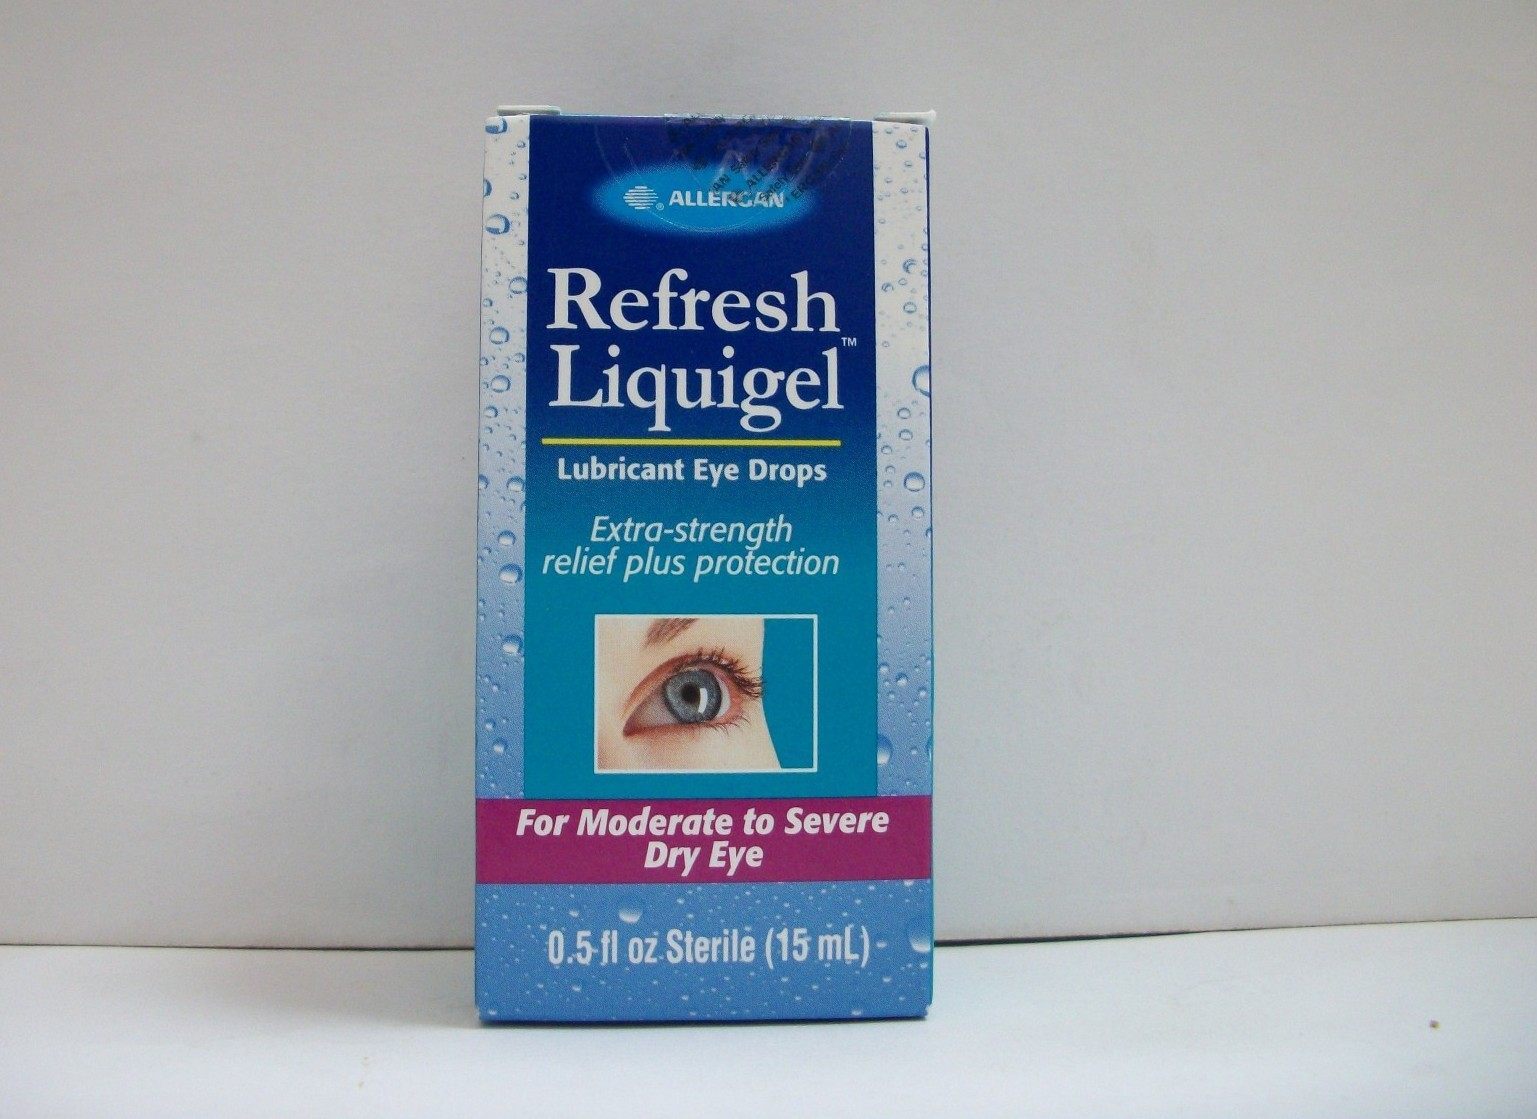 ALLERGAN
Refresh
Liquigel™
Lubricant Eye Drops
Extra-strength
relief plus protection
For Moderate to Severe
Dry Eye
0.5 fl oz Sterile (15 mL)